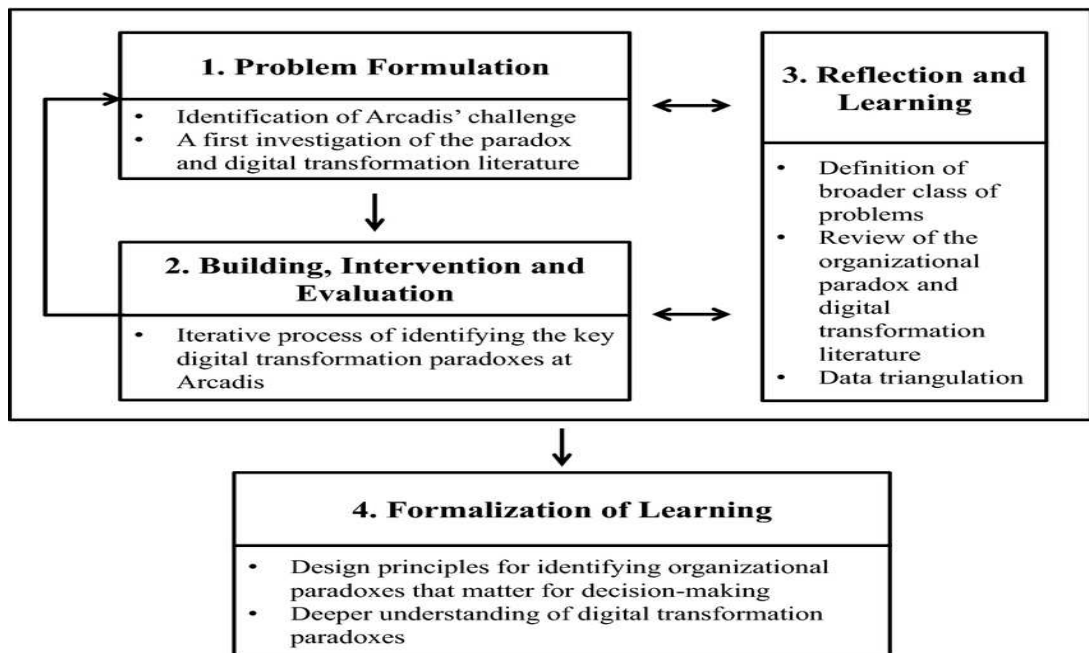 1. Problem Formulation
• Identification of Arcadis’ challenge
• A first investigation of the paradox
and digital transformation literature
2. Building, Intervention and
Evaluation
• Iterative process of identifying the key
digital transformation paradoxes at
Arcadis
3. Reflection and
Learning
• Definition of
broader class of
problems
• Review of the
organizational
paradox and
digital
transformation
literature
• Data triangulation
4. Formalization of Learning
• Design principles for identifying organizational
paradoxes that matter for decision-making
• Deeper understanding of digital transformation
paradoxes